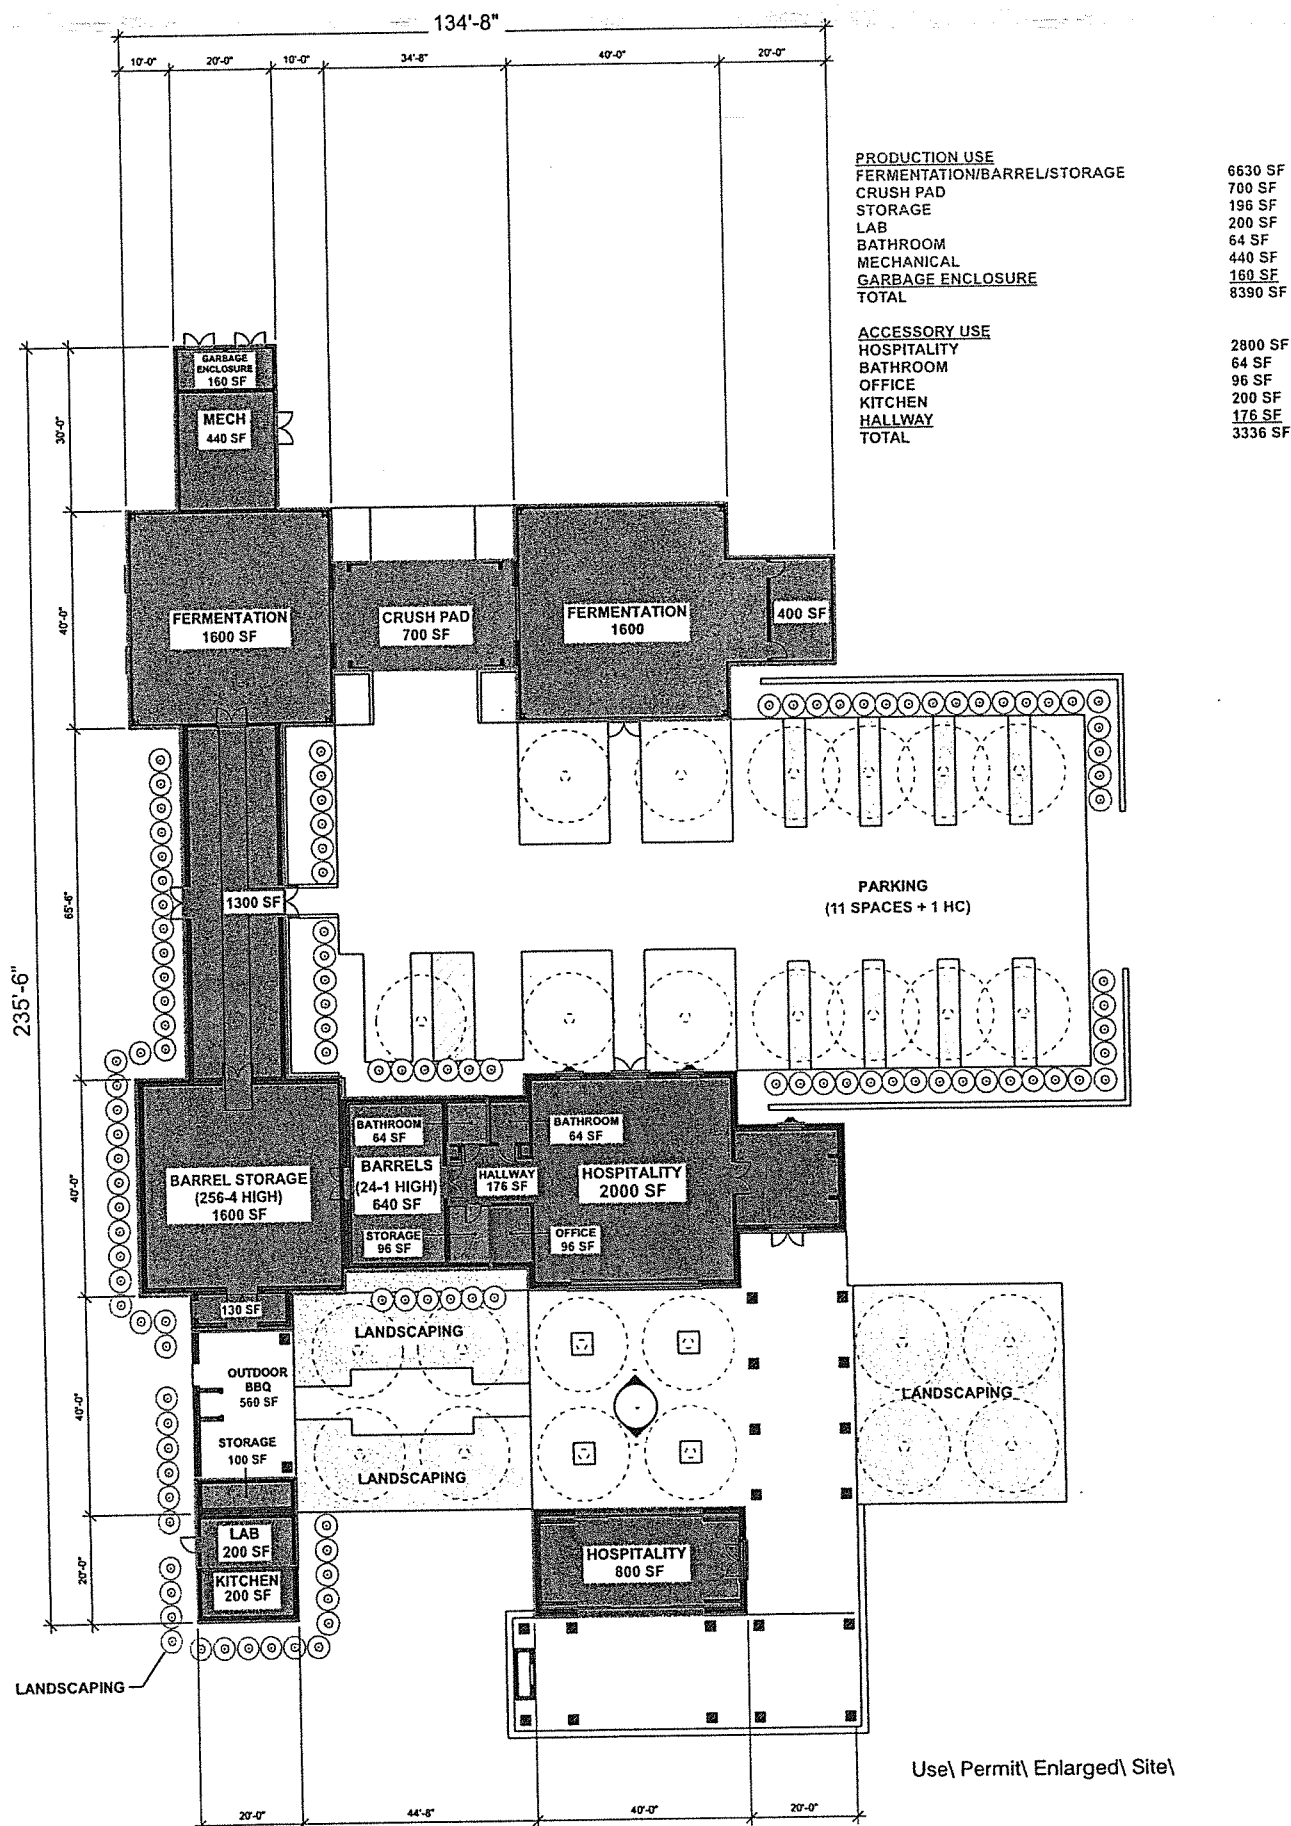 134'-8"
10'-0" 20'-0" 10'-0" 34'-8" 40'-0" 20'-0"
PRODUCTION USE
FERMENTATION/BARREL/STORAGE 6630 SF
CRUSH PAD 700 SF
STORAGE 196 SF
LAB 200 SF
BATHROOM 64 SF
MECHANICAL 440 SF
GARBAGE ENCLOSURE 160 SF
TOTAL 8390 SF
ACCESSORY USE
HOSPITALITY 2800 SF
BATHROOM 64 SF
OFFICE 96 SF
KITCHEN 200 SF
HALLWAY 176 SF
TOTAL 3336 SF
GARBAGE
ENCLOSURE
160 SF
MECH
440 SF
30'-0"
40'-0"
FERMENTATION
1600 SF
CRUSH PAD
700 SF
FERMENTATION
1600
400 SF
65'-6"
1300 SF
PARKING
(11 SPACES + 1 HC)
235'-6"
40'-0"
BARREL STORAGE
(256-4 HIGH)
1600 SF
BATHROOM
64 SF
BARRELS
(24-1 HIGH)
640 SF
STORAGE
96 SF
HALLWAY
176 SF
BATHROOM
64 SF
HOSPITALITY
2000 SF
OFFICE
96 SF
130 SF
LANDSCAPING
40'-0"
OUTDOOR
BBQ
560 SF
LANDSCAPING
STORAGE
100 SF
LANDSCAPING
20'-0"
LAB
200 SF
KITCHEN
200 SF
HOSPITALITY
800 SF
LANDSCAPING
Use\ Permit\ Enlarged\ Site\
20'-0" 44'-8" 40'-0" 20'-0"